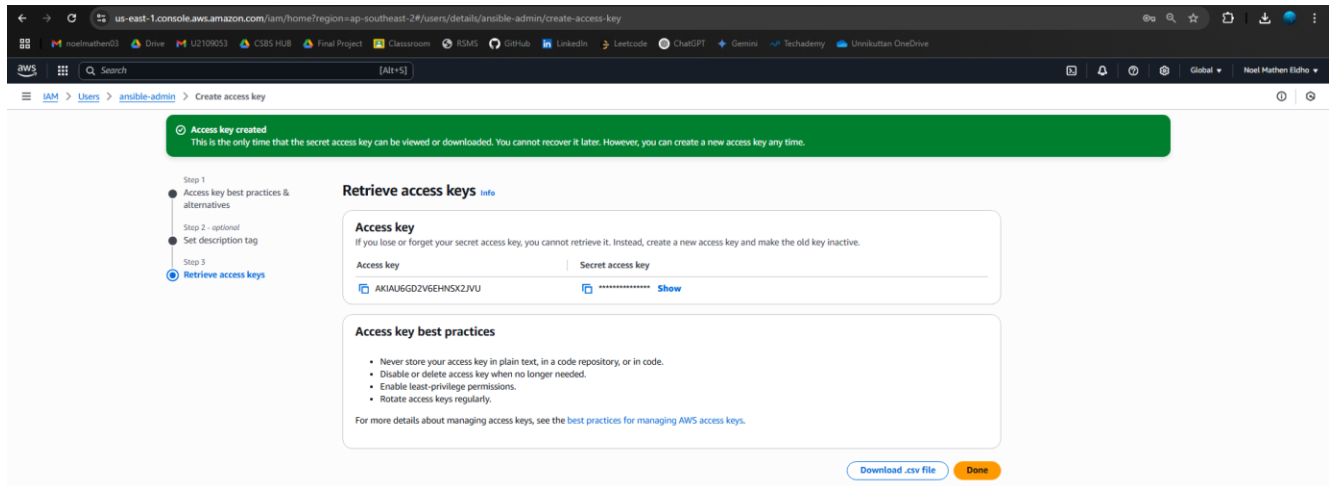 us-east-1.console.aws.amazon.com/iam/home?region=ap-southeast-2#/users/details/ansible-admin/create-access-key
noelmathen03 Drive U2109053 CSBS HUB Final Project Classsroom RSMS GitHub LinkedIn Leetcode ChatGPT Gemini Techademy Unnikuttan OneDrive
aws Search [Alt+S] Global Noel Mathen Eldho
IAM > Users > ansible-admin > Create access key
Access key created
This is the only time that the secret access key can be viewed or downloaded. You cannot recover it later. However, you can create a new access key any time.
Step 1
Access key best practices &
alternatives
Step 2 - optional
Set description tag
Step 3
Retrieve access keys
Retrieve access keys Info
Access key
If you lose or forget your secret access key, you cannot retrieve it. Instead, create a new access key and make the old key inactive.
Access key Secret access key
AKIAU6GD2V6EHNSX2JVU *************** Show
Access key best practices
• Never store your access key in plain text, in a code repository, or in code.
• Disable or delete access key when no longer needed.
• Enable least-privilege permissions.
• Rotate access keys regularly.
For more details about managing access keys, see the best practices for managing AWS access keys.
Download .csv file Done